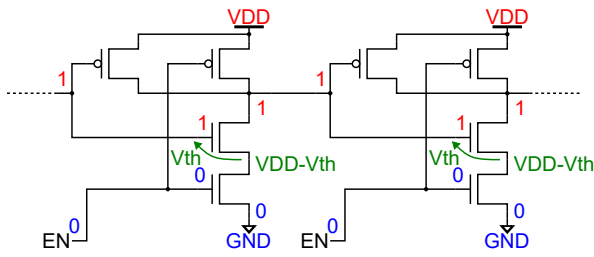 VDD VDD
1 1
1 1
1 1
Vth VDD-Vth Vth VDD-Vth
0 0
0 0
0 0
EN GND EN GND